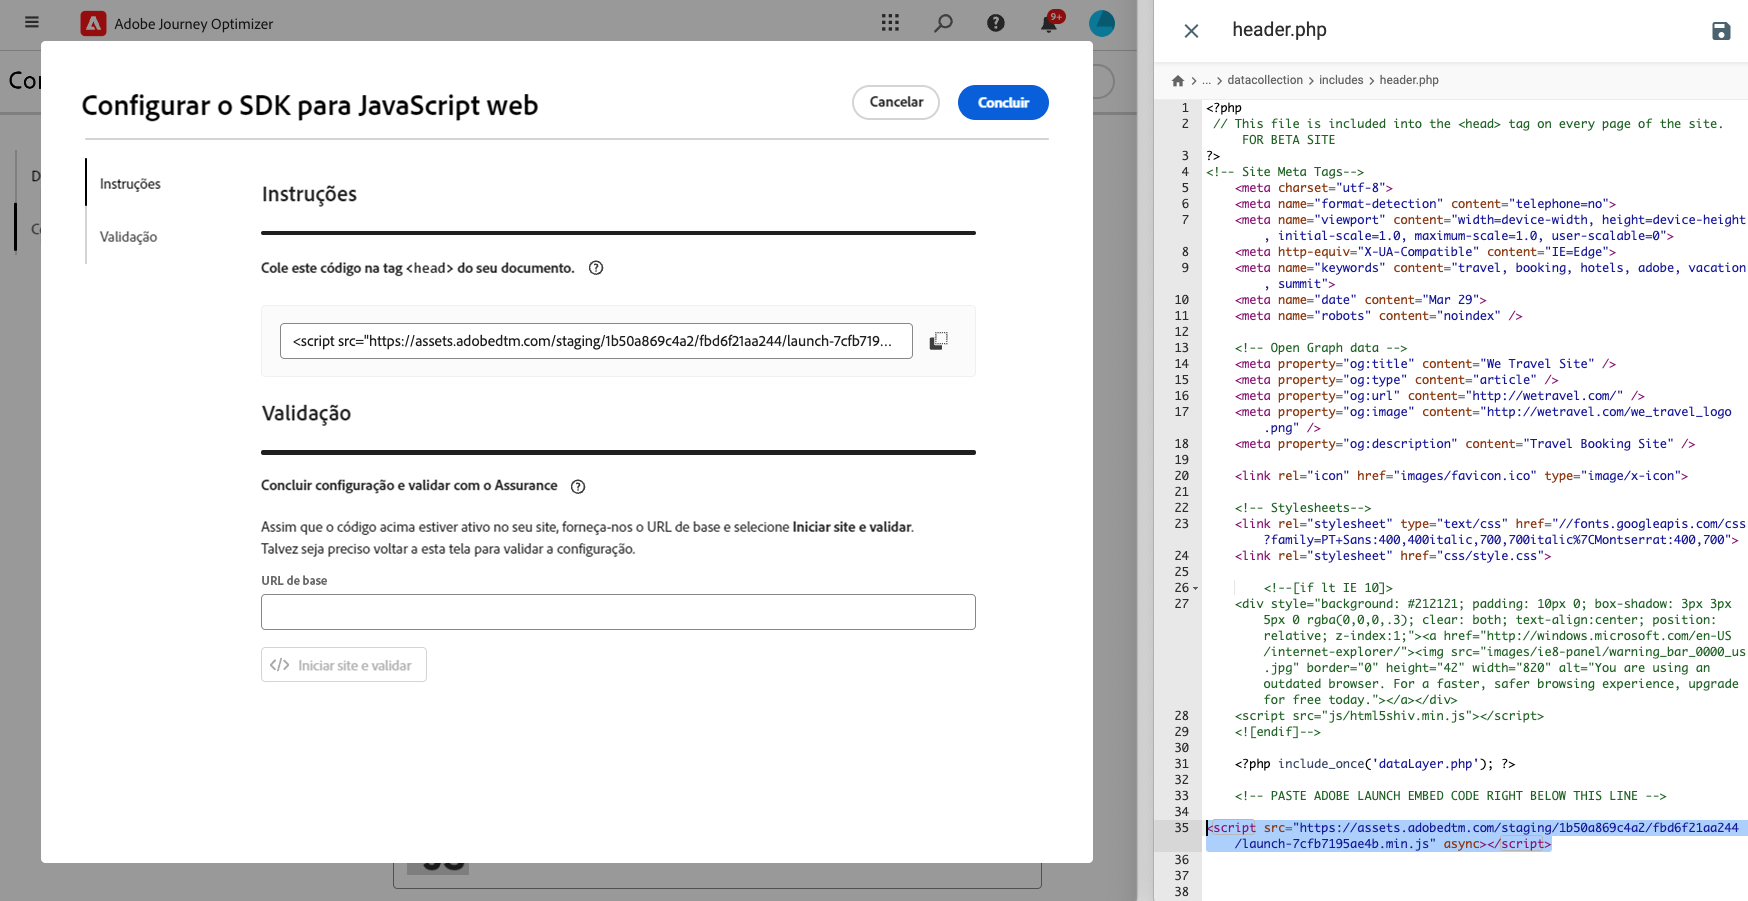 Adobe Journey Optimizer
9+
Configurar o SDK para JavaScript web
Cancelar
Concluir
Instruções
Validação
Instruções
Cole este código na tag <head> do seu documento.
<script src="https://assets.adobedtm.com/staging/1b50a869c4a2/fbd6f21aa244/launch-7cfb719...
Validação
Concluir configuração e validar com o Assurance
Assim que o código acima estiver ativo no seu site, forneça-nos o URL de base e selecione Iniciar site e validar.
Talvez seja preciso voltar a esta tela para validar a configuração.
URL de base
</> Iniciar site e validar
header.php
... > datacollection > includes > header.php
1 <?php
2 // This file is included into the <head> tag on every page of the site.
FOR BETA SITE
3 ?>
4 <!-- Site Meta Tags-->
5 <meta charset="utf-8">
6 <meta name="format-detection" content="telephone=no">
7 <meta name="viewport" content="width=device-width, height=device-height
, initial-scale=1.0, maximum-scale=1.0, user-scalable=0">
8 <meta http-equiv="X-UA-Compatible" content="IE=Edge">
9 <meta name="keywords" content="travel, booking, hotels, adobe, vacation
, summit">
10 <meta name="date" content="Mar 29">
11 <meta name="robots" content="noindex" />
12
13 <!-- Open Graph data -->
14 <meta property="og:title" content="We Travel Site" />
15 <meta property="og:type" content="article" />
16 <meta property="og:url" content="http://wetravel.com/" />
17 <meta property="og:image" content="http://wetravel.com/we_travel_logo
.png" />
18 <meta property="og:description" content="Travel Booking Site" />
19
20 <link rel="icon" href="images/favicon.ico" type="image/x-icon">
21
22 <!-- Stylesheets-->
23 <link rel="stylesheet" type="text/css" href="//fonts.googleapis.com/css
?family=PT+Sans:400,400italic,700,700italic%7CMontserrat:400,700">
24 <link rel="stylesheet" href="css/style.css">
25
26 <!--[if lt IE 10]>
27 <div style="background: #212121; padding: 10px 0; box-shadow: 3px 3px
5px 0 rgba(0,0,0,.3); clear: both; text-align:center; position:
relative; z-index:1;"><a href="http://windows.microsoft.com/en-US
/internet-explorer/"><img src="images/ie8-panel/warning_bar_0000_us
.jpg" border="0" height="42" width="820" alt="You are using an
outdated browser. For a faster, safer browsing experience, upgrade
for free today."></a></div>
28 <script src="js/html5shiv.min.js"></script>
29 <![endif]-->
30
31 <?php include_once('dataLayer.php'); ?>
32
33 <!-- PASTE ADOBE LAUNCH EMBED CODE RIGHT BELOW THIS LINE -->
34
35 <script src="https://assets.adobedtm.com/staging/1b50a869c4a2/fbd6f21aa244
/launch-7cfb7195ae4b.min.js" async></script>
36
37
38